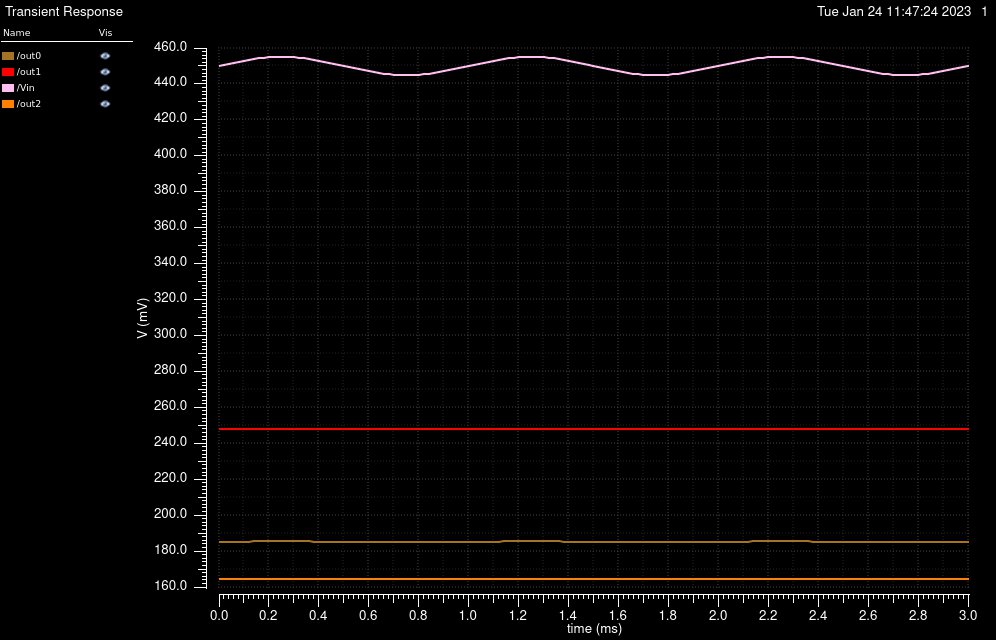 Transient Response
Tue Jan 24 11:47:24 2023 1
Name Vis
/out0
/out1
/Vin
/out2
460.0
440.0
420.0
400.0
380.0
360.0
340.0
320.0
V (mV)
300.0
280.0
260.0
240.0
220.0
200.0
180.0
160.0
0.0 0.2 0.4 0.6 0.8 1.0 1.2 1.4 1.6 1.8 2.0 2.2 2.4 2.6 2.8 3.0
time (ms)